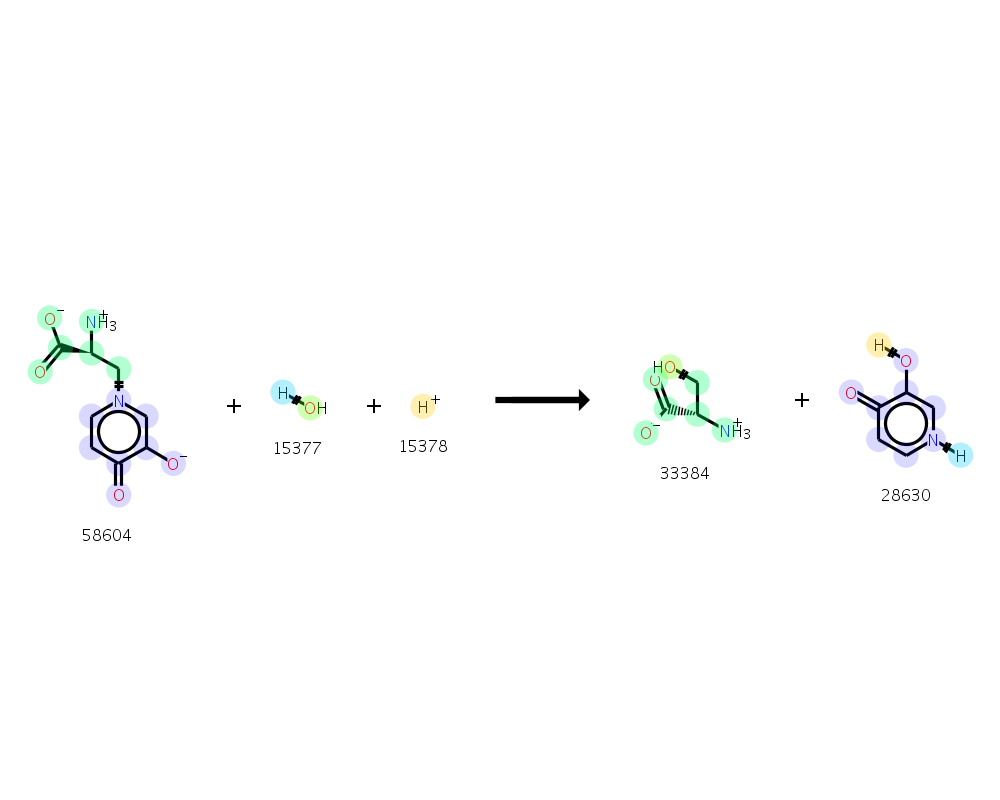 O⁻ NH₃⁺
O
N
O⁻
O
58604
+
H OH
15377
+
H⁺
15378
HO
O
O⁻ NH₃⁺
33384
+
H O
O
N H
28630